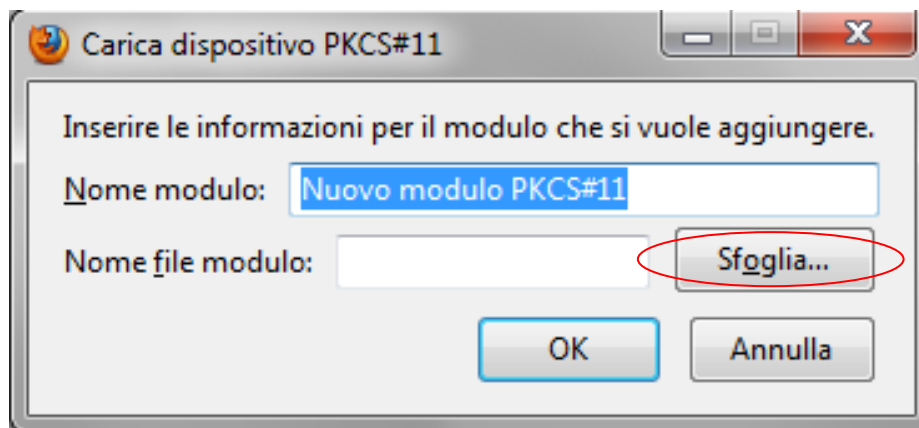 Carica dispositivo PKCS#11
Inserire le informazioni per il modulo che si vuole aggiungere.
Nome modulo: Nuovo modulo PKCS#11
Nome file modulo: Sfoglia...
OK Annulla